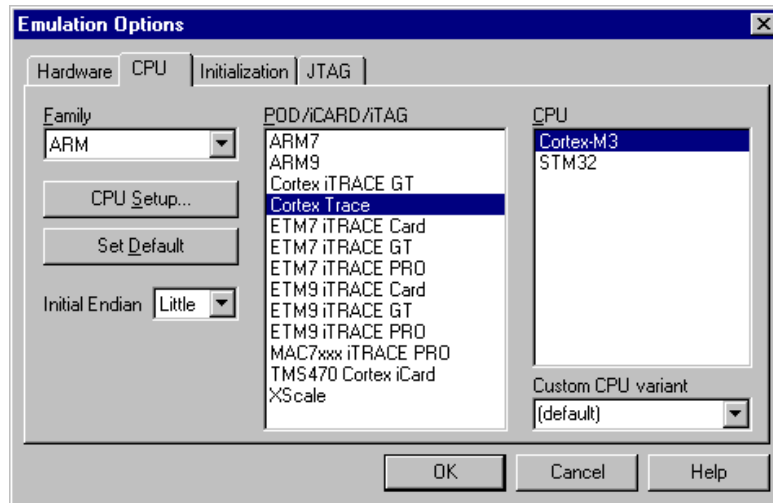 Emulation Options
Hardware CPU Initialization JTAG
Family
ARM
CPU Setup...
Set Default
Initial Endian Little
POD/iCARD/iTAG
ARM7
ARM9
Cortex iTRACE GT
Cortex Trace
ETM7 iTRACE Card
ETM7 iTRACE GT
ETM7 iTRACE PRO
ETM9 iTRACE Card
ETM9 iTRACE GT
ETM9 iTRACE PRO
MAC7xxx iTRACE PRO
TMS470 Cortex iCard
XScale
CPU
Cortex-M3
STM32
Custom CPU variant
(default)
OK Cancel Help